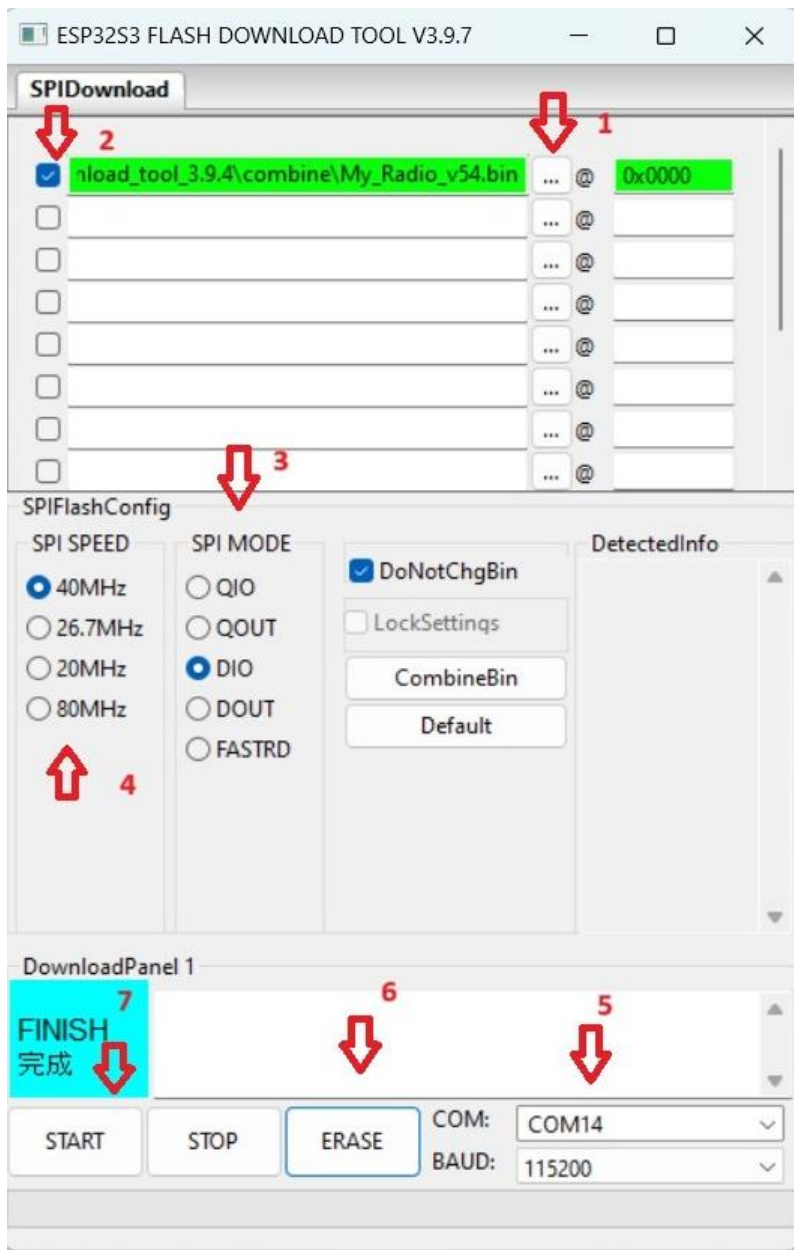 ESP32S3 FLASH DOWNLOAD TOOL V3.9.7
SPIDownload
1
2
nload_tool_3.9.4\combine\My_Radio_v54.bin ... @ 0x0000
... @
... @
... @
... @
... @
... @
... @
3
SPIFlashConfig
SPI SPEED
40MHz
26.7MHz
20MHz
80MHz
4
SPI MODE
QIO
QOUT
DIO
DOUT
FASTRD
DoNotChgBin
LockSettings
CombineBin
Default
DetectedInfo
DownloadPanel 1
7
FINISH
完成
6
5
START STOP ERASE
COM: COM14
BAUD: 115200